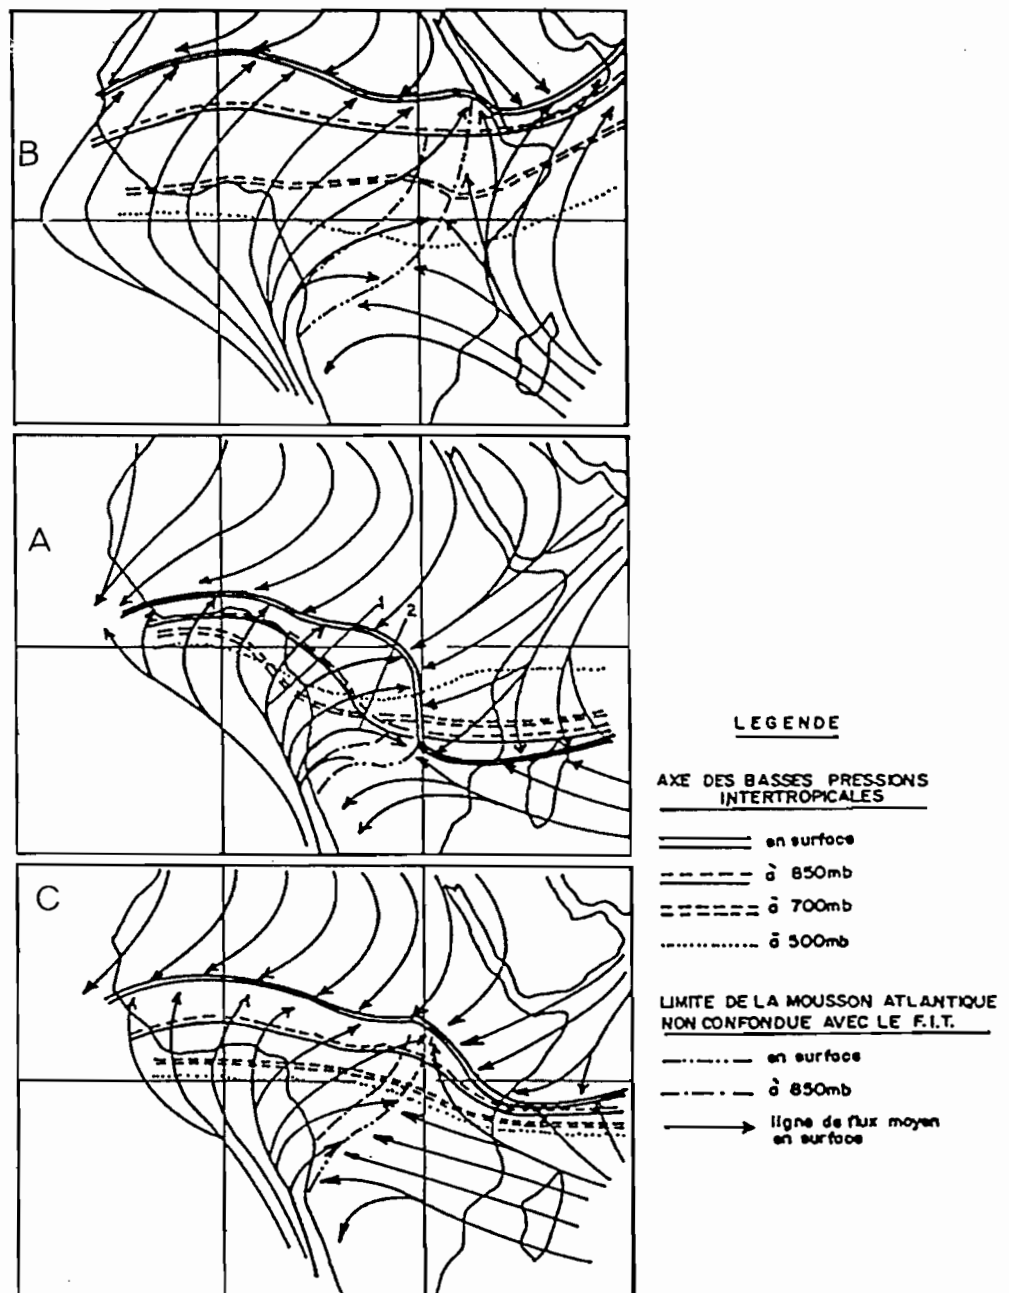 B
A
1
2
C
LEGENDE
AXE DES BASSES PRESSIONS
INTERTROPICALES
en surface
à 850mb
à 700mb
à 500mb
LIMITE DE LA MOUSSON ATLANTIQUE
NON CONFONDUE AVEC LE F.I.T.
en surface
à 850mb
ligne de flux moyen
en surface